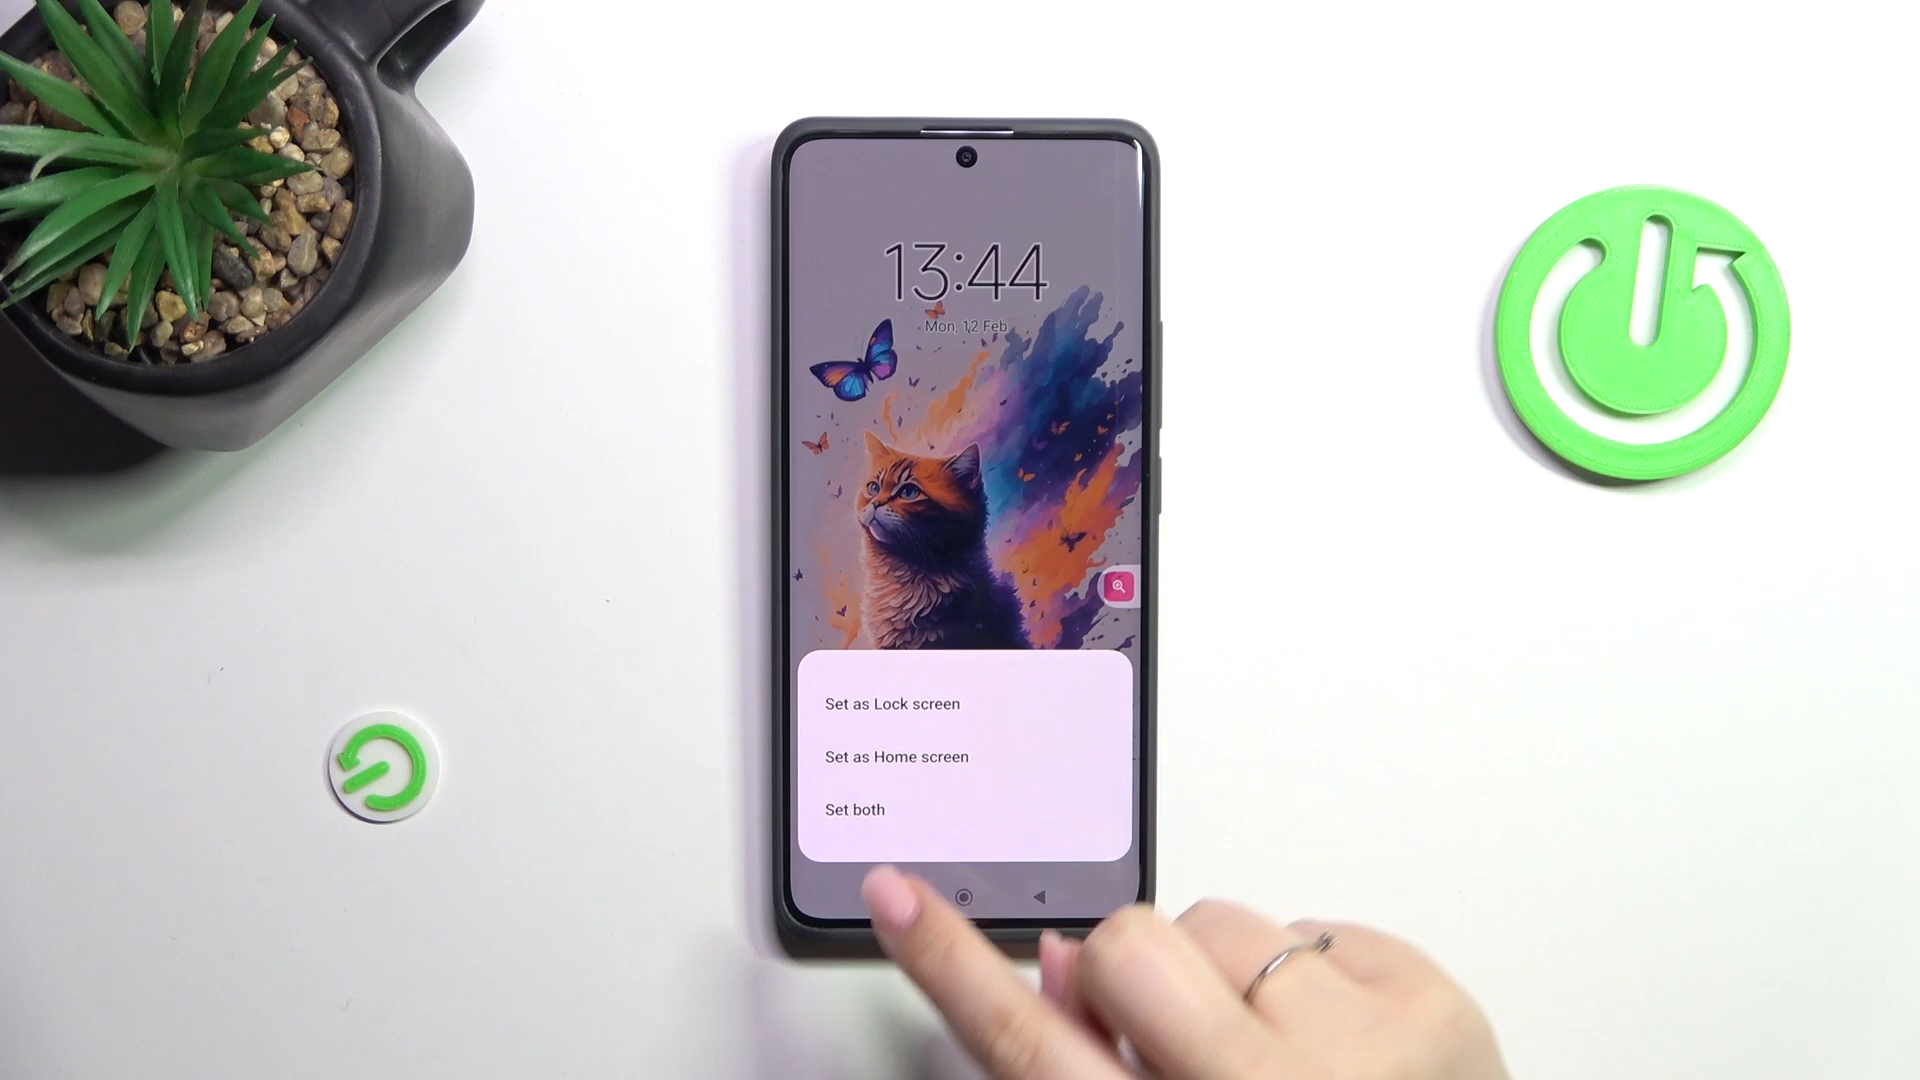 13:44
Mon, 12 Feb
Set as Lock screen
Set as Home screen
Set both